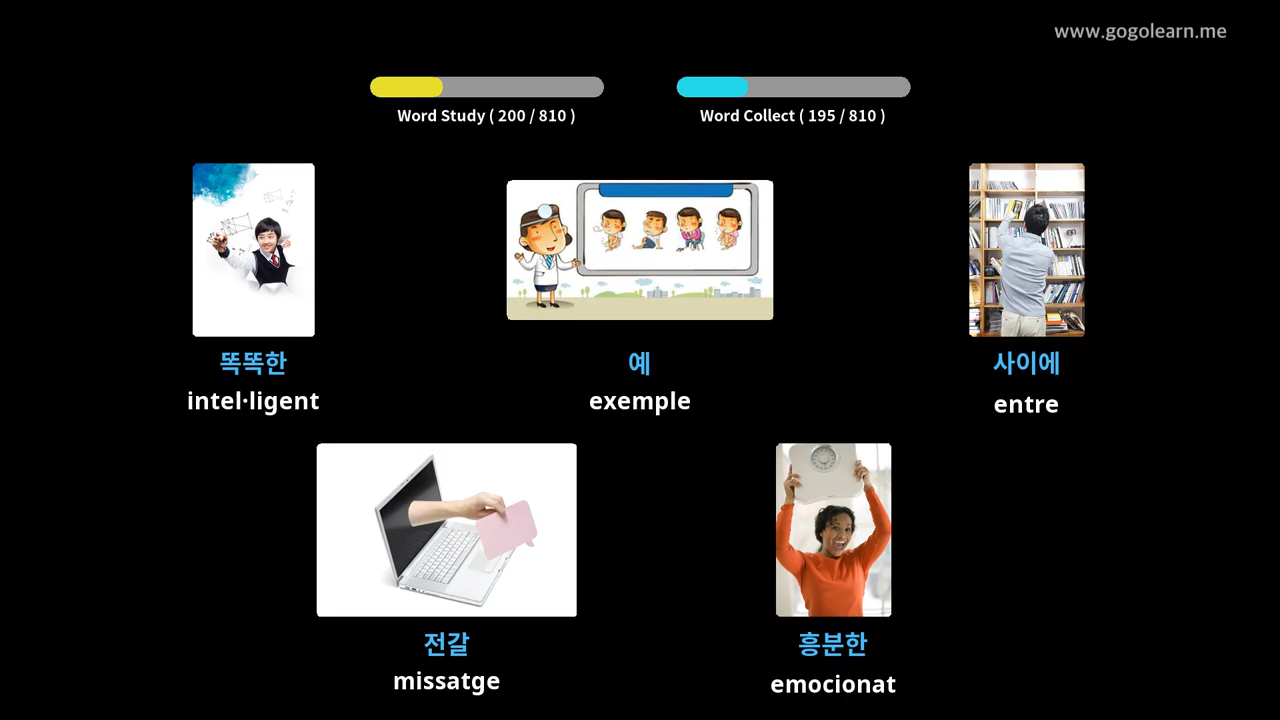 www.gogolearn.me
Word Study ( 200 / 810 )
Word Collect ( 195 / 810 )
똑똑한
intel·ligent
예
exemple
사이에
entre
전갈
missatge
흥분한
emocionat